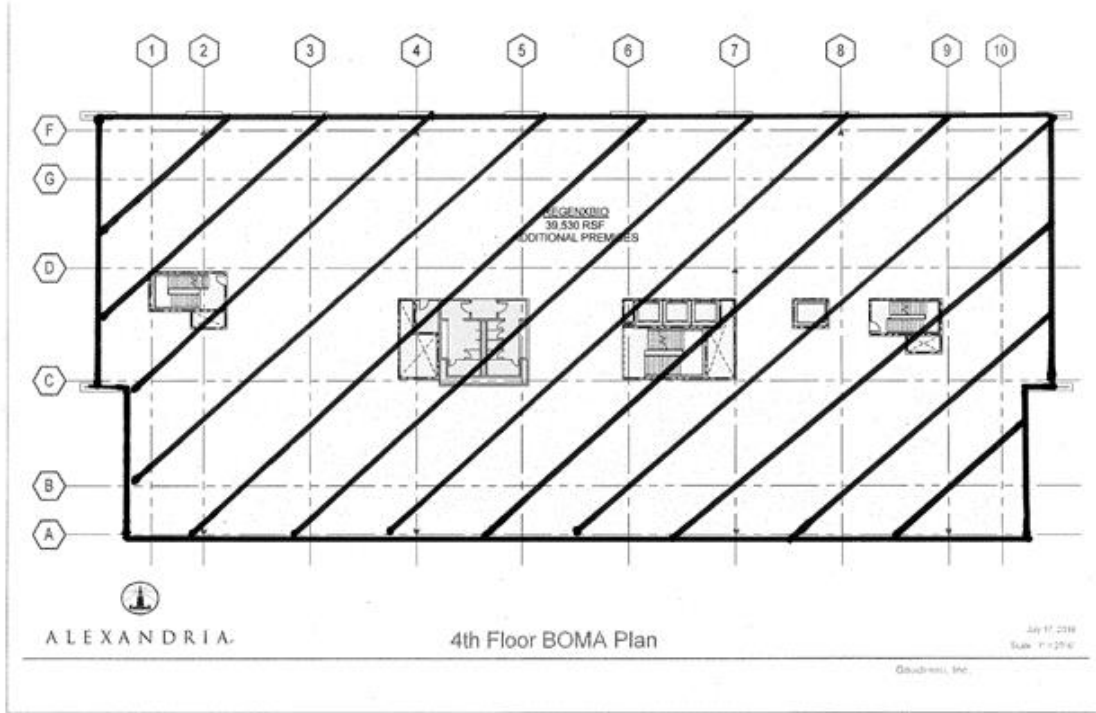 1 2 3 4 5 6 7 8 9 10
F
G
REGENXBIO
39,530 RSF
ADDITIONAL PREMISES
D
C
B
A
ALEXANDRIA.
4th Floor BOMA Plan